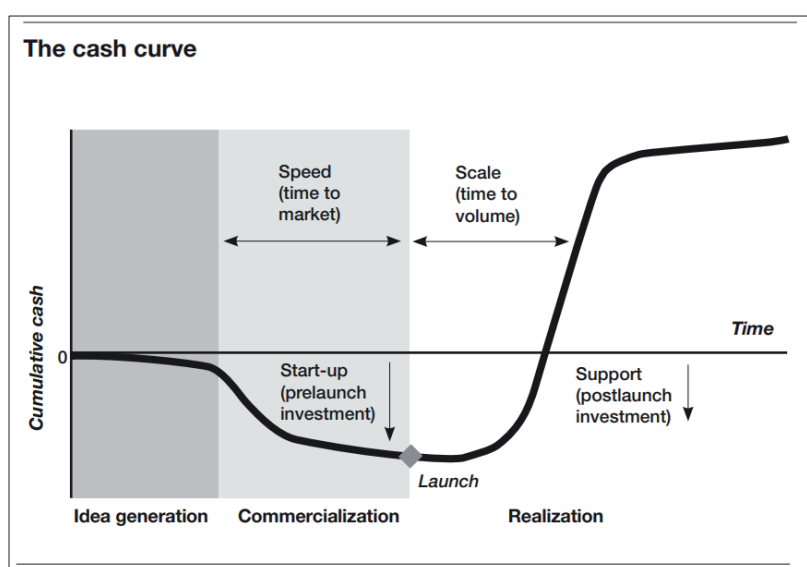 The cash curve
Speed
(time to
market)
Scale
(time to
volume)
Cumulative cash
0
Time
Start-up
(prelaunch
investment)
Support
(postlaunch
investment)
Launch
Idea generation
Commercialization
Realization